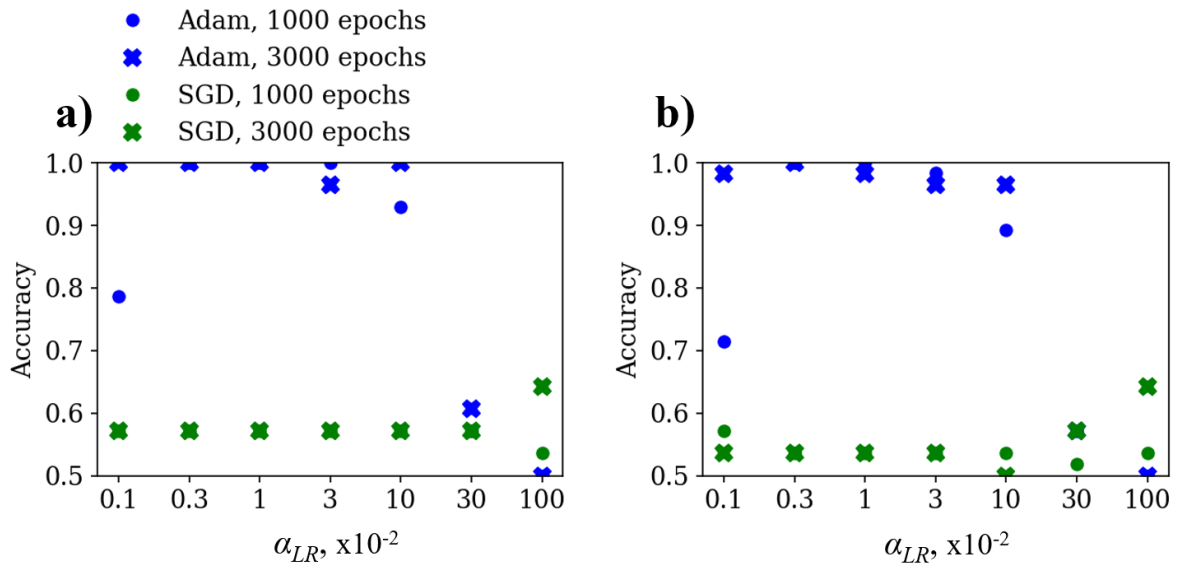 Adam, 1000 epochs
Adam, 3000 epochs
SGD, 1000 epochs
SGD, 3000 epochs
a)
b)
1.0
0.9
0.8
0.7
0.6
0.5
Accuracy
0.1 0.3 1 3 10 30 100
α_LR, x10⁻²
1.0
0.9
0.8
0.7
0.6
0.5
Accuracy
0.1 0.3 1 3 10 30 100
α_LR, x10⁻²